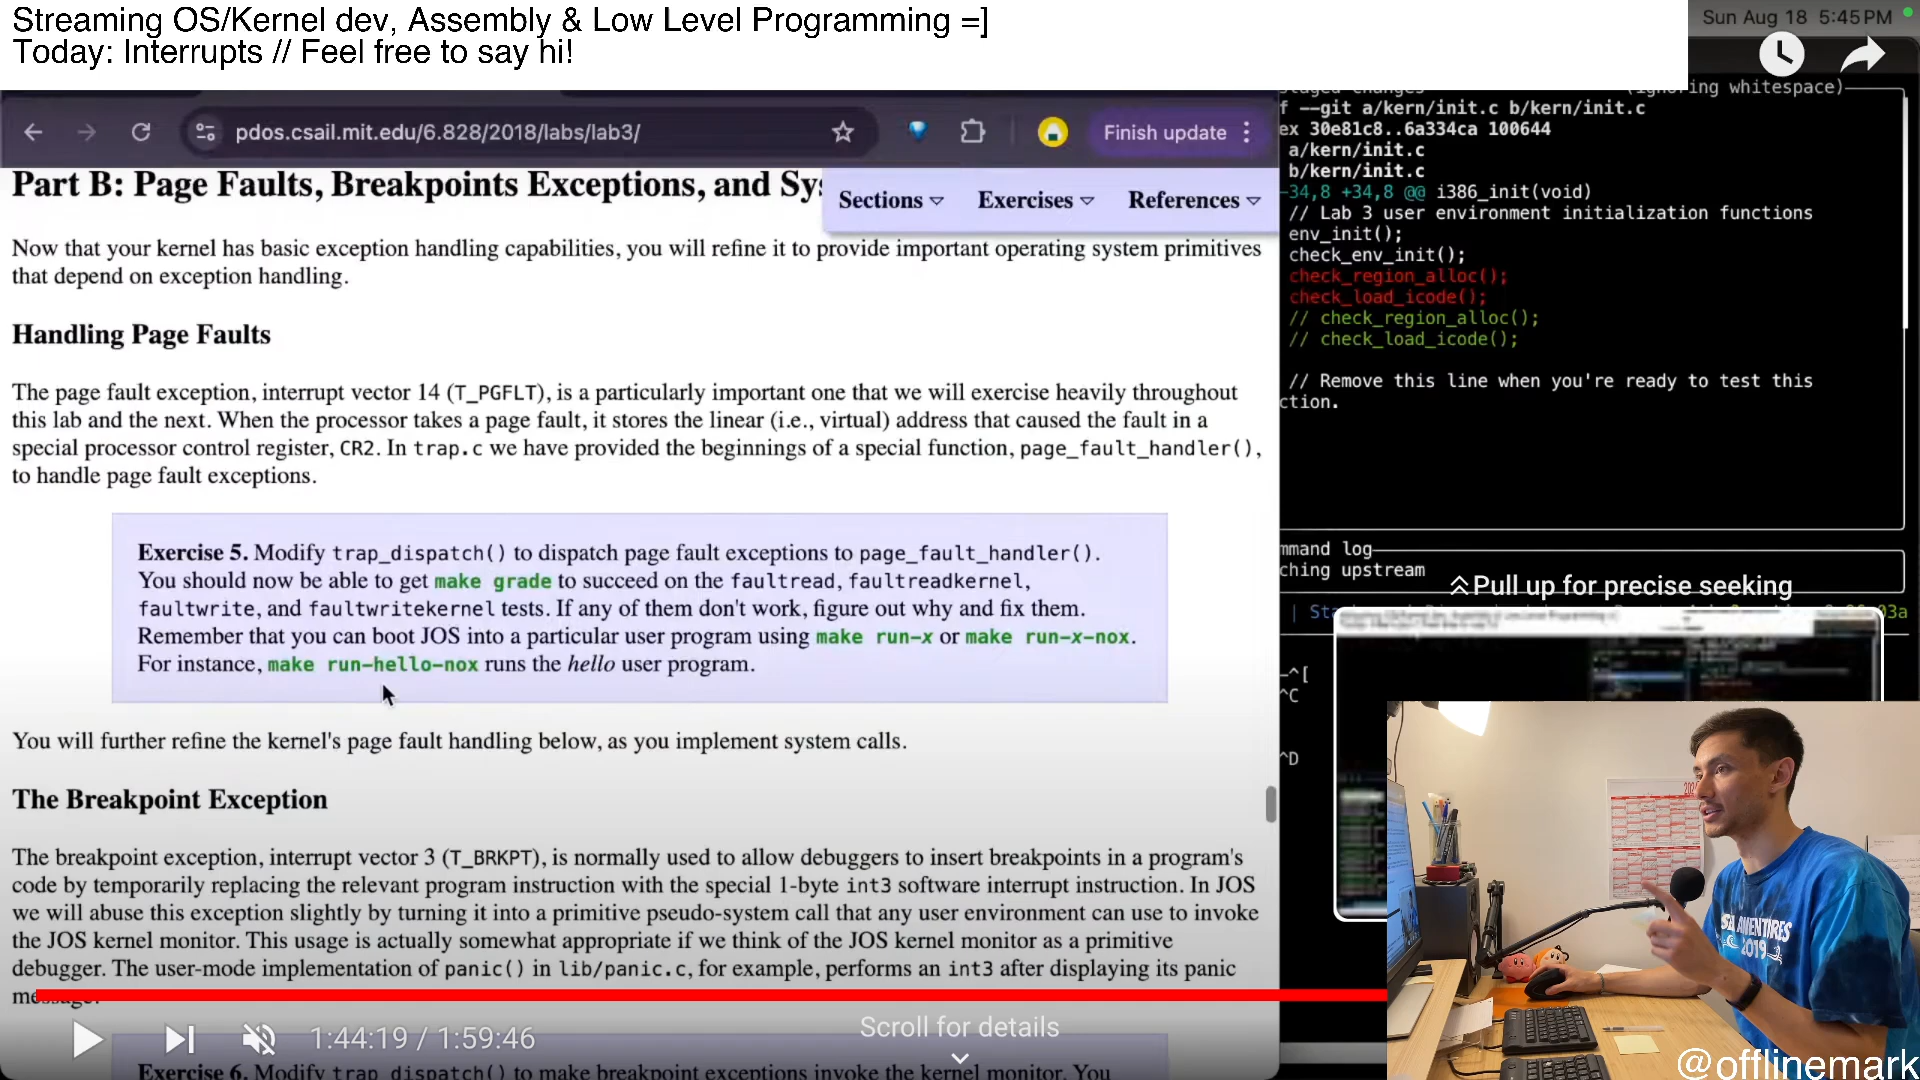 Streaming OS/Kernel dev, Assembly & Low Level Programming =]
Today: Interrupts // Feel free to say hi!
Sun Aug 18 5:45 PM
pdos.csail.mit.edu/6.828/2018/labs/lab3/
Finish update
Part B: Page Faults, Breakpoints Exceptions, and Sys
Sections
Exercises
References
Now that your kernel has basic exception handling capabilities, you will refine it to provide important operating system primitives
that depend on exception handling.
Handling Page Faults
The page fault exception, interrupt vector 14 (T_PGFLT), is a particularly important one that we will exercise heavily throughout
this lab and the next. When the processor takes a page fault, it stores the linear (i.e., virtual) address that caused the fault in a
special processor control register, CR2. In trap.c we have provided the beginnings of a special function, page_fault_handler(),
to handle page fault exceptions.
Exercise 5. Modify trap_dispatch() to dispatch page fault exceptions to page_fault_handler().
You should now be able to get make grade to succeed on the faultread, faultreadkernel,
faultwrite, and faultwritekernel tests. If any of them don't work, figure out why and fix them.
Remember that you can boot JOS into a particular user program using make run-x or make run-x-nox.
For instance, make run-hello-nox runs the hello user program.
You will further refine the kernel's page fault handling below, as you implement system calls.
The Breakpoint Exception
The breakpoint exception, interrupt vector 3 (T_BRKPT), is normally used to allow debuggers to insert breakpoints in a program's
code by temporarily replacing the relevant program instruction with the special 1-byte int3 software interrupt instruction. In JOS
we will abuse this exception slightly by turning it into a primitive pseudo-system call that any user environment can use to invoke
the JOS kernel monitor. This usage is actually somewhat appropriate if we think of the JOS kernel monitor as a primitive
debugger. The user-mode implementation of panic() in lib/panic.c, for example, performs an int3 after displaying its panic
message.
1:44:19 / 1:59:46
Scroll for details
Exercise 6. Modify trap_dispatch() to make breakpoint exceptions invoke the kernel monitor. You
ring whitespace)
f --git a/kern/init.c b/kern/init.c
ex 30e81c8..6a334ca 100644
a/kern/init.c
b/kern/init.c
-34,8 +34,8 @@ i386_init(void)
// Lab 3 user environment initialization functions
env_init();
check_env_init();
check_region_alloc();
check_load_icode();
// check_region_alloc();
// check_load_icode();
// Remove this line when you're ready to test this
ction.
mmand log
ching upstream
Pull up for precise seeking
03a
-^[
^C
^D
2019
@offlinemark